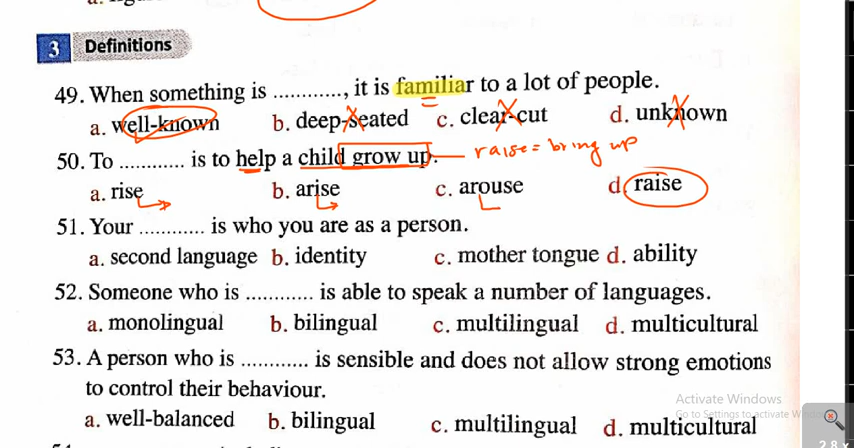 3 Definitions
49. When something is ............, it is familiar to a lot of people.
a. well-known b. deep-seated c. clear-cut d. unknown
50. To ............ is to help a child grow up. raise = bring up
a. rise b. arise c. arouse d. raise
51. Your ............ is who you are as a person.
a. second language b. identity c. mother tongue d. ability
52. Someone who is ............ is able to speak a number of languages.
a. monolingual b. bilingual c. multilingual d. multicultural
53. A person who is ............ is sensible and does not allow strong emotions
to control their behaviour.
Activate Windows
Go to Settings to activate Windows
a. well-balanced b. bilingual c. multilingual d. multicultural